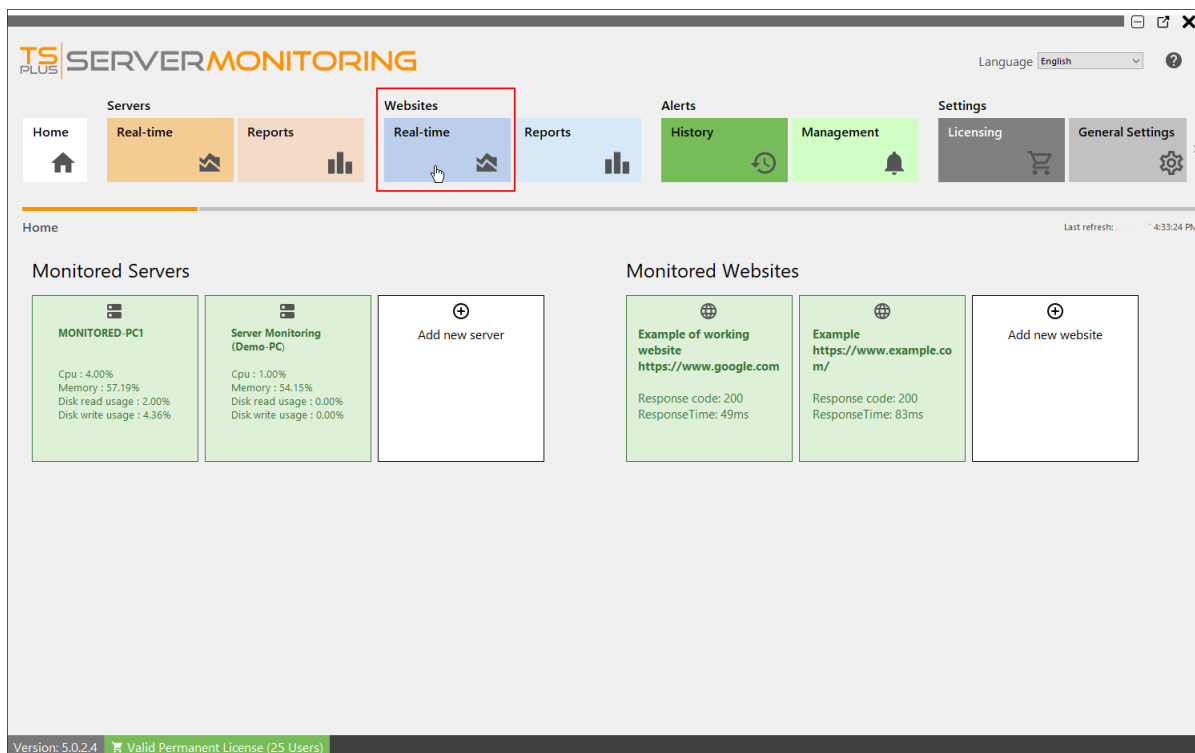 TS PLUS SERVERMONITORING
Language English
Servers
Websites
Alerts
Settings
Home
Real-time
Reports
Real-time
Reports
History
Management
Licensing
General Settings
Home
Last refresh: 4:33:24 PM
Monitored Servers
MONITORED-PC1
Cpu : 4.00%
Memory : 57.19%
Disk read usage : 2.00%
Disk write usage : 4.36%
Server Monitoring
(Demo-PC)
Cpu : 1.00%
Memory : 54.15%
Disk read usage : 0.00%
Disk write usage : 0.00%
Add new server
Monitored Websites
Example of working
website
https://www.google.com
Response code: 200
ResponseTime: 49ms
Example
https://www.example.co
m/
Response code: 200
ResponseTime: 83ms
Add new website
Version: 5.0.2.4
Valid Permanent License (25 Users)